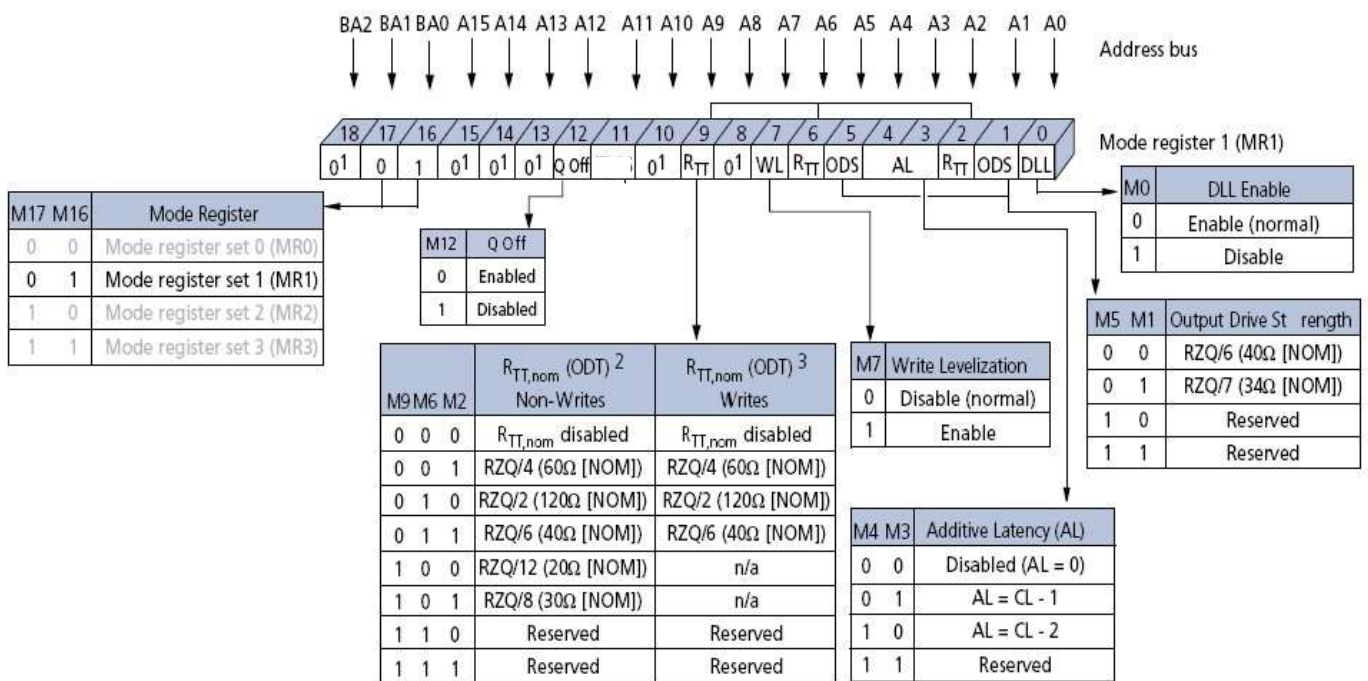 BA2 BA1 BA0 A15 A14 A13 A12 A11 A10 A9 A8 A7 A6 A5 A4 A3 A2 A1 A0
Address bus
18 17 16 15 14 13 12 11 10 9 8 7 6 5 4 3 2 1 0
Mode register 1 (MR1)
0¹ 0 1 0¹ 0¹ 0¹ Q Off 0¹ RTT 0¹ WL RTT ODS AL RTT ODS DLL
M17 M16 Mode Register
0 0 Mode register set 0 (MR0)
0 1 Mode register set 1 (MR1)
1 0 Mode register set 2 (MR2)
1 1 Mode register set 3 (MR3)
M12 Q Off
0 Enabled
1 Disabled
M0 DLL Enable
0 Enable (normal)
1 Disable
M5 M1 Output Drive St rength
0 0 RZQ/6 (40Ω [NOM])
0 1 RZQ/7 (34Ω [NOM])
1 0 Reserved
1 1 Reserved
M7 Write Levelization
0 Disable (normal)
1 Enable
RTT,nom (ODT) 2 RTT,nom (ODT) 3
M9 M6 M2 Non-Writes Writes
0 0 0 RTT,nom disabled RTT,nom disabled
0 0 1 RZQ/4 (60Ω [NOM]) RZQ/4 (60Ω [NOM])
0 1 0 RZQ/2 (120Ω [NOM]) RZQ/2 (120Ω [NOM])
0 1 1 RZQ/6 (40Ω [NOM]) RZQ/6 (40Ω [NOM])
1 0 0 RZQ/12 (20Ω [NOM]) n/a
1 0 1 RZQ/8 (30Ω [NOM]) n/a
1 1 0 Reserved Reserved
1 1 1 Reserved Reserved
M4 M3 Additive Latency (AL)
0 0 Disabled (AL = 0)
0 1 AL = CL - 1
1 0 AL = CL - 2
1 1 Reserved